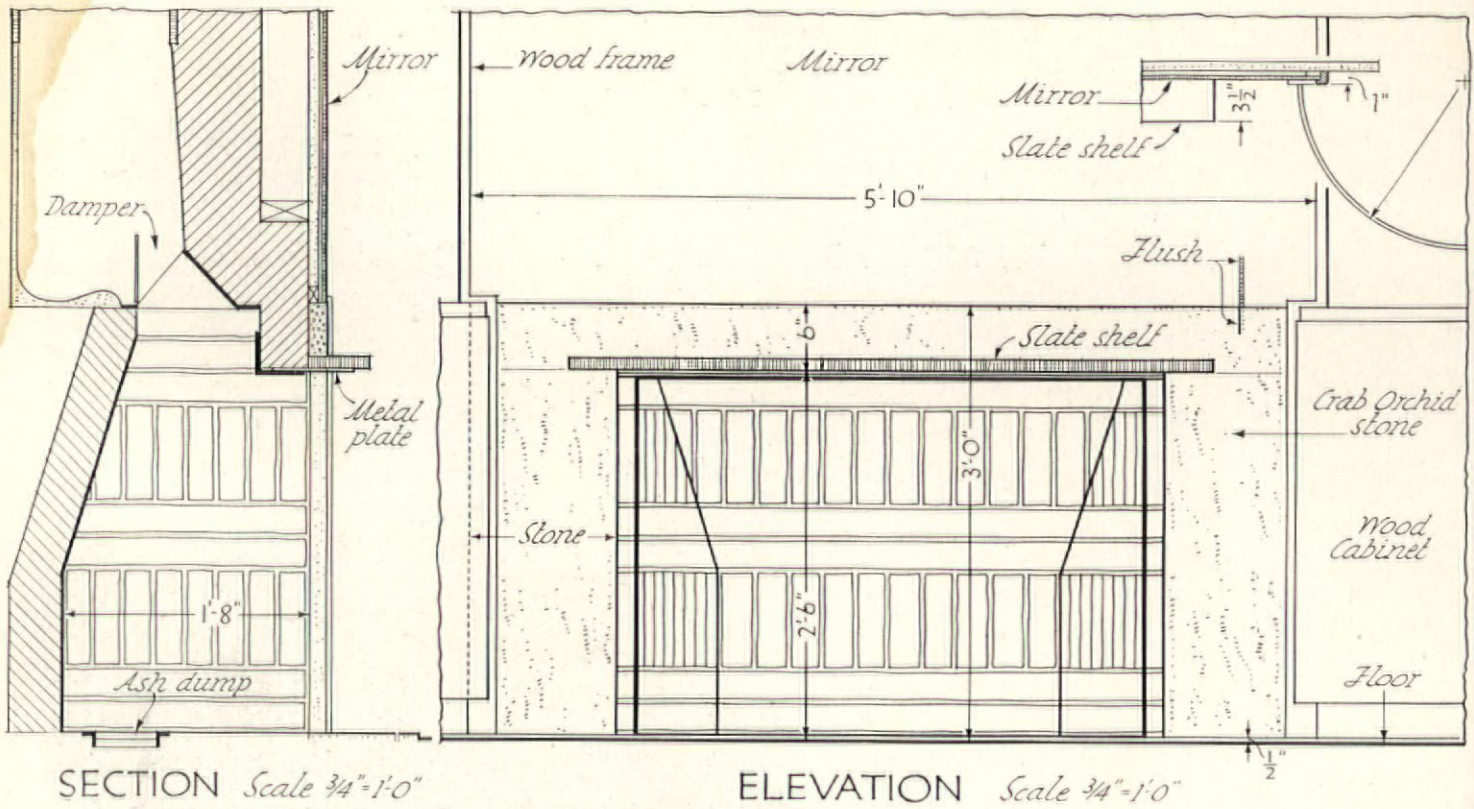 Mirror
Wood frame
Mirror
Mirror
3 1/2"
1"
Slate shelf
Damper
5'-10"
Flush
6"
Slate shelf
Metal
plate
Crab Orchid
stone
3'-0"
Stone
Wood
Cabinet
1'-8"
2'-6"
Ash dump
Floor
1/2"
SECTION Scale 3/4"=1'-0"
ELEVATION Scale 3/4"=1'-0"